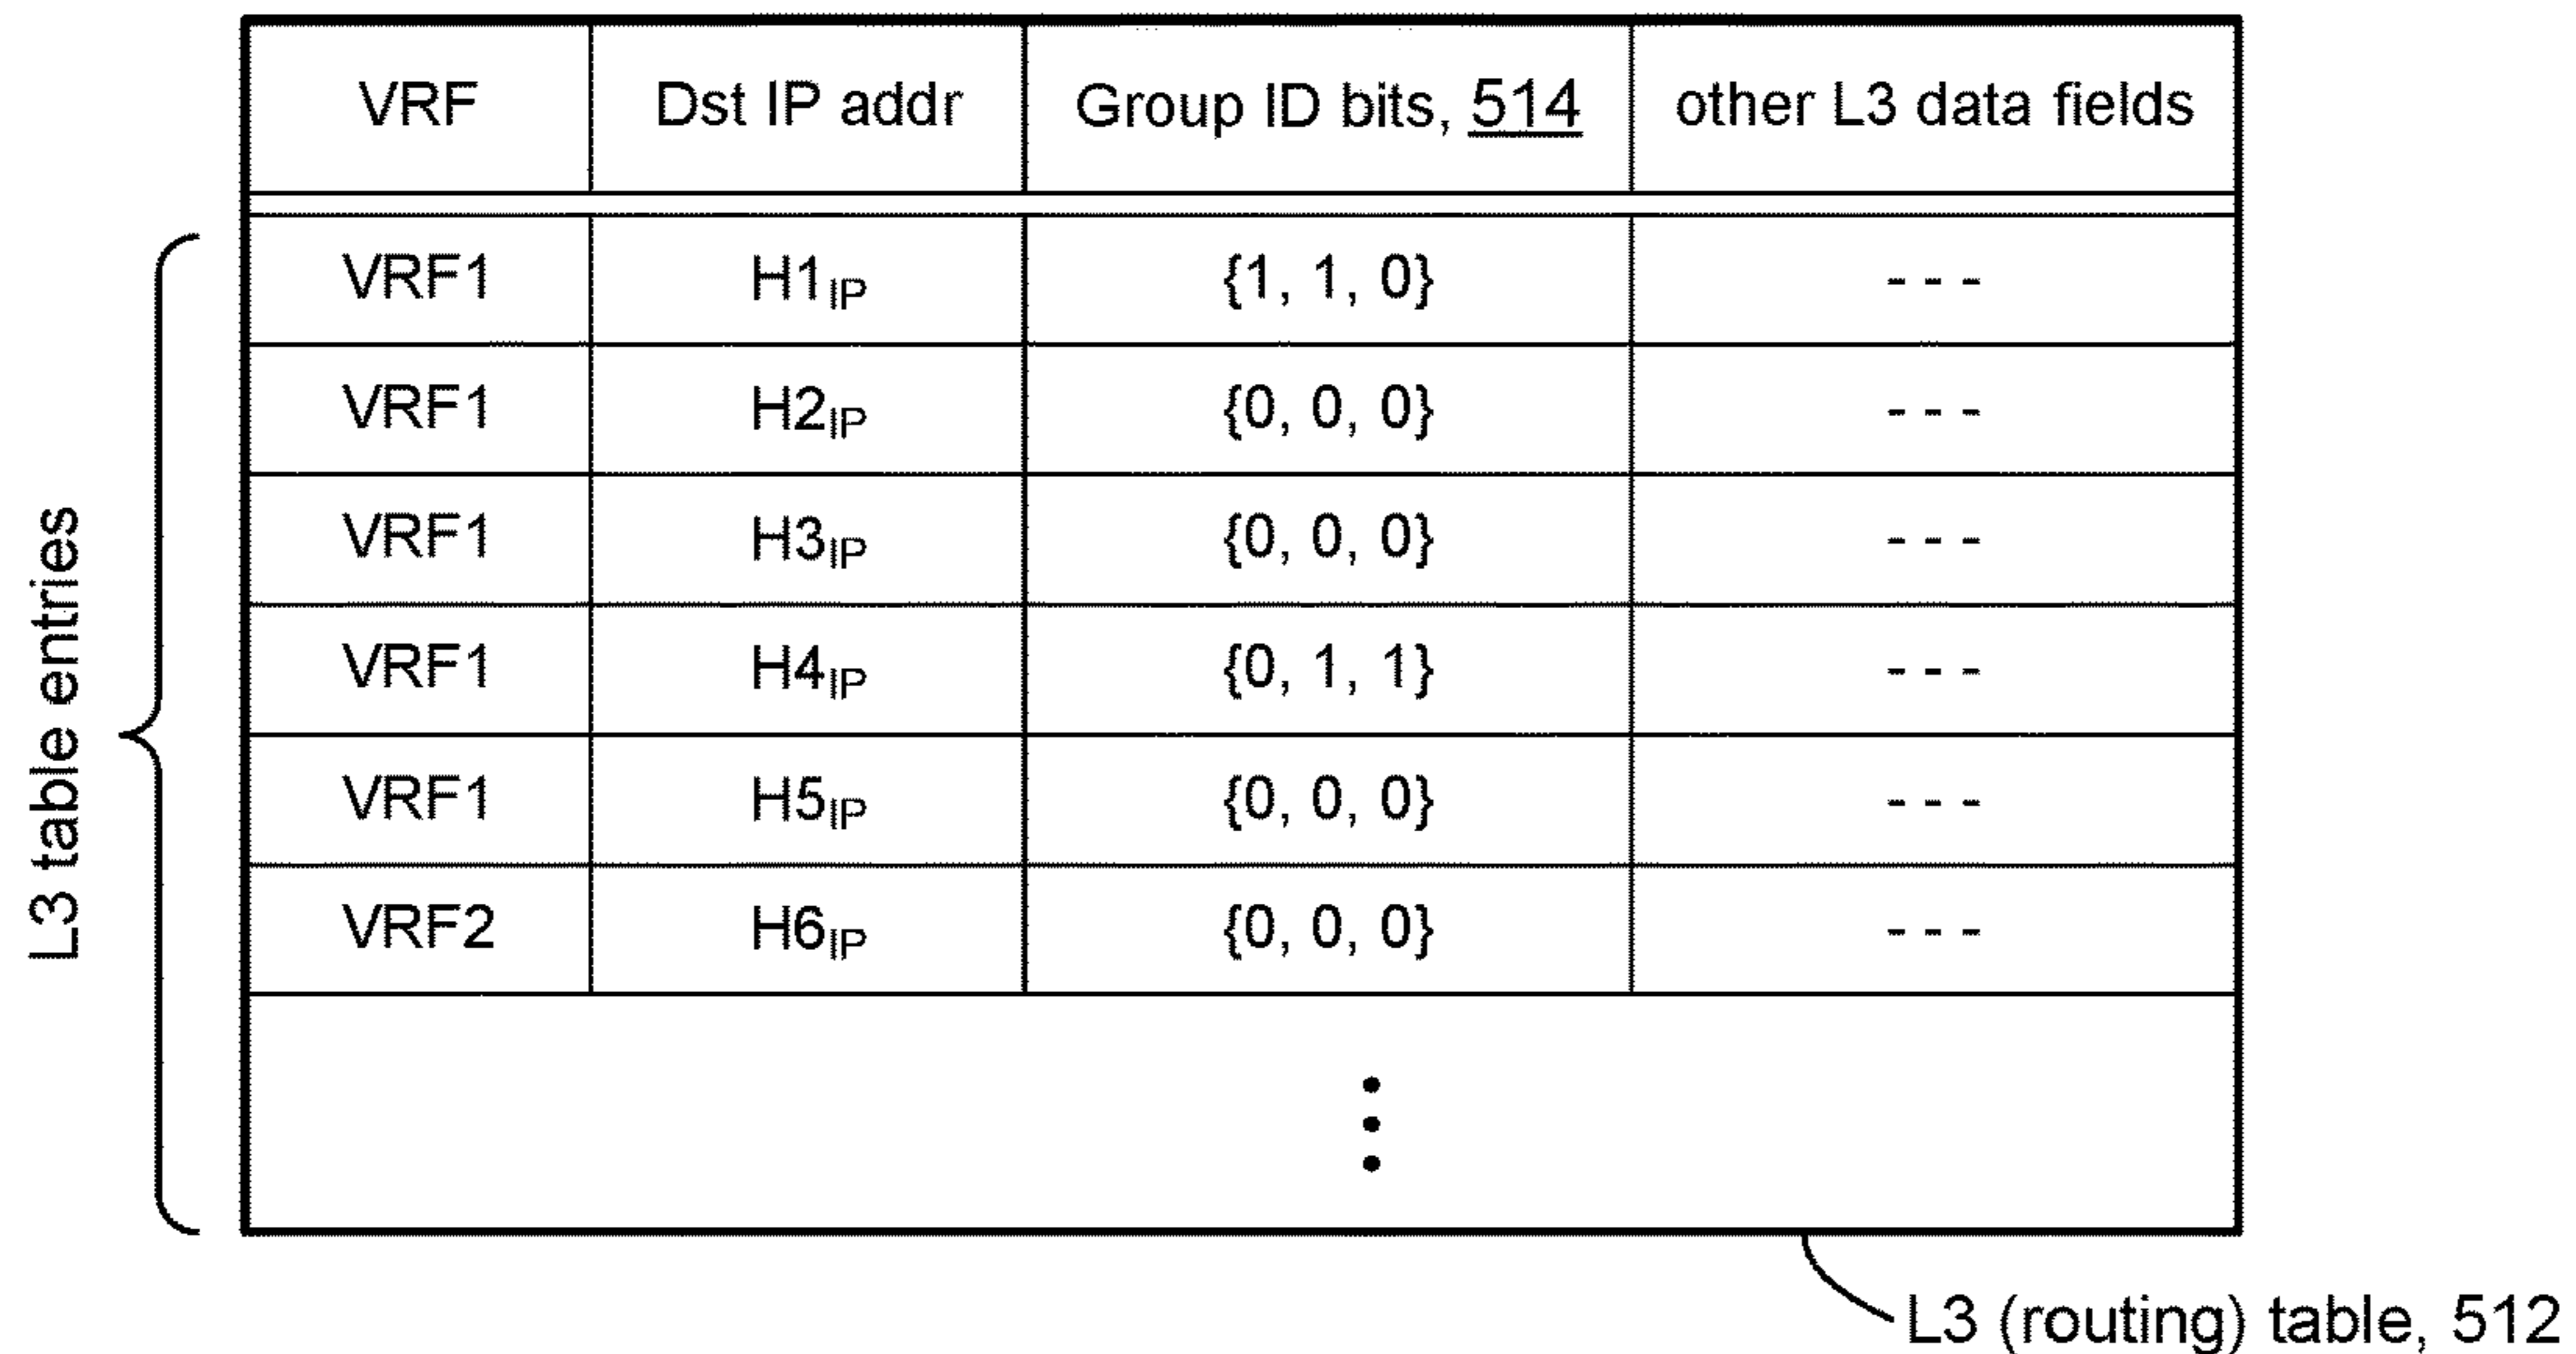 VRF Dst IP addr Group ID bits, 514 other L3 data fields
VRF1 H1IP {1, 1, 0} - - -
VRF1 H2IP {0, 0, 0} - - -
VRF1 H3IP {0, 0, 0} - - -
VRF1 H4IP {0, 1, 1} - - -
VRF1 H5IP {0, 0, 0} - - -
VRF2 H6IP {0, 0, 0} - - -
L3 table entries
L3 (routing) table, 512